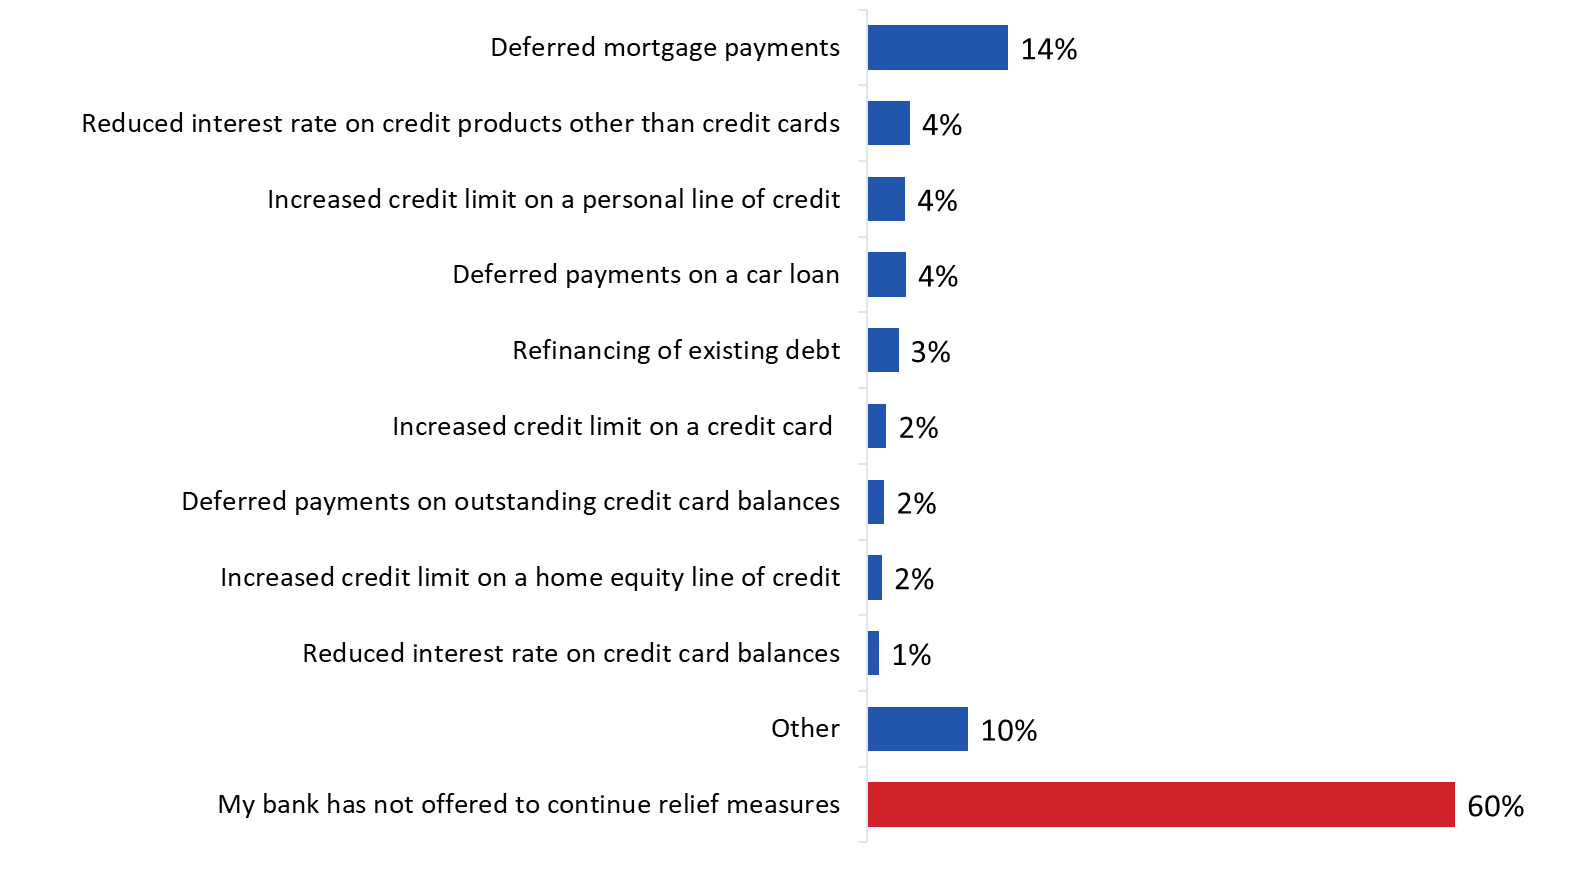 Deferred mortgage payments 14%
Reduced interest rate on credit products other than credit cards 4%
Increased credit limit on a personal line of credit 4%
Deferred payments on a car loan 4%
Refinancing of existing debt 3%
Increased credit limit on a credit card 2%
Deferred payments on outstanding credit card balances 2%
Increased credit limit on a home equity line of credit 2%
Reduced interest rate on credit card balances 1%
Other 10%
My bank has not offered to continue relief measures 60%